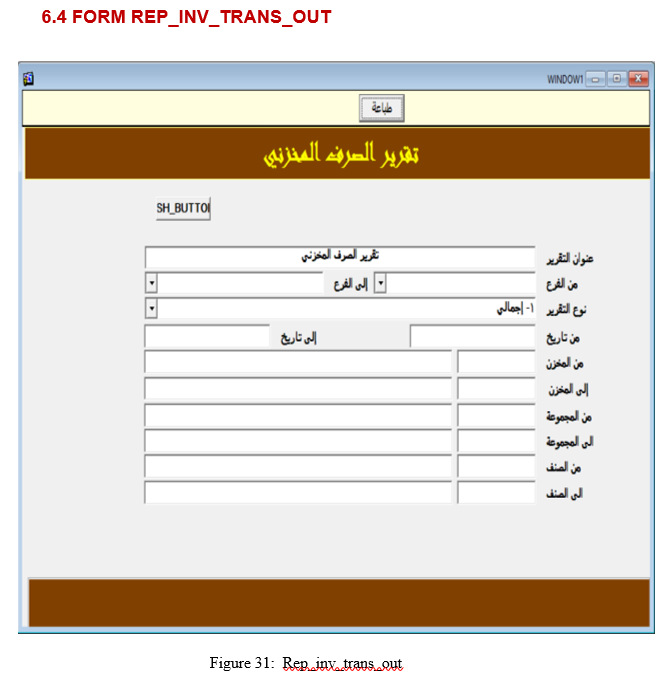 6.4 FORM REP_INV_TRANS_OUT
WINDOW1
طباعة
تقرير الصرف المخزني
SH_BUTTO
عنوان التقرير تقرير الصرف المخزني
من الفرع إلى الفرع
نوع التقرير ١- إجمالي
من تاريخ إلى تاريخ
من المخزن
إلى المخزن
من المجموعة
الى المجموعة
من الصنف
الى الصنف
Figure 31: Rep_inv_trans_out